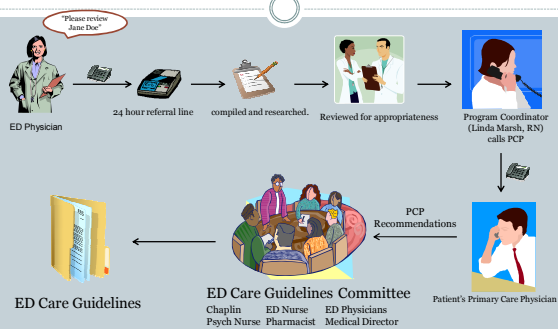 "Please review
Jane Doe"
ED Physician
24 hour referral line
compiled and researched.
Reviewed for appropriateness
Program Coordinator
(Linda Marsh, RN)
calls PCP
PCP
Recommendations
Patient's Primary Care Physician
ED Care Guidelines Committee
Chaplin ED Nurse ED Physicians
Psych Nurse Pharmacist Medical Director
ED Care Guidelines